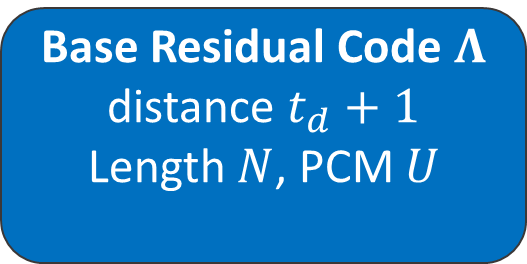 Base Residual Code Λ
distance t_d + 1
Length N, PCM U